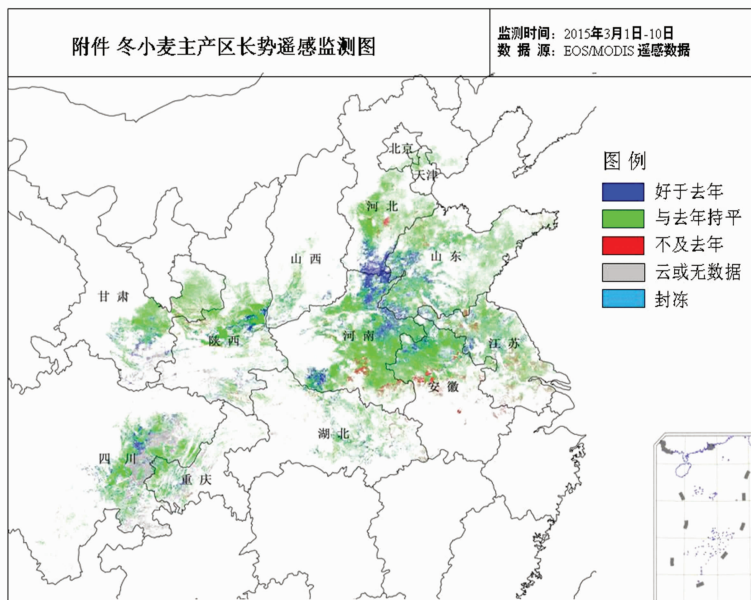 附件 冬小麦主产区长势遥感监测图
监测时间：2015年3月1日-10日
数 据 源：EOS/MODIS 遥感数据
图 例
好于去年
与去年持平
不及去年
云或无数据
封冻
北京
天津
河 北
山 西
山 东
甘 肃
陕 西
河 南
江 苏
安 徽
湖 北
四 川
重 庆